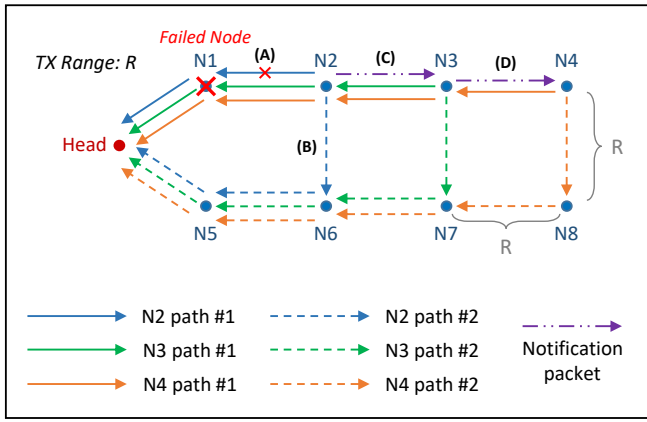 Failed Node
TX Range: R
N1
(A)
N2
(C)
N3
(D)
N4
Head
(B)
R
N5
N6
N7
N8
R
N2 path #1
N2 path #2
N3 path #1
N3 path #2
Notification
packet
N4 path #1
N4 path #2